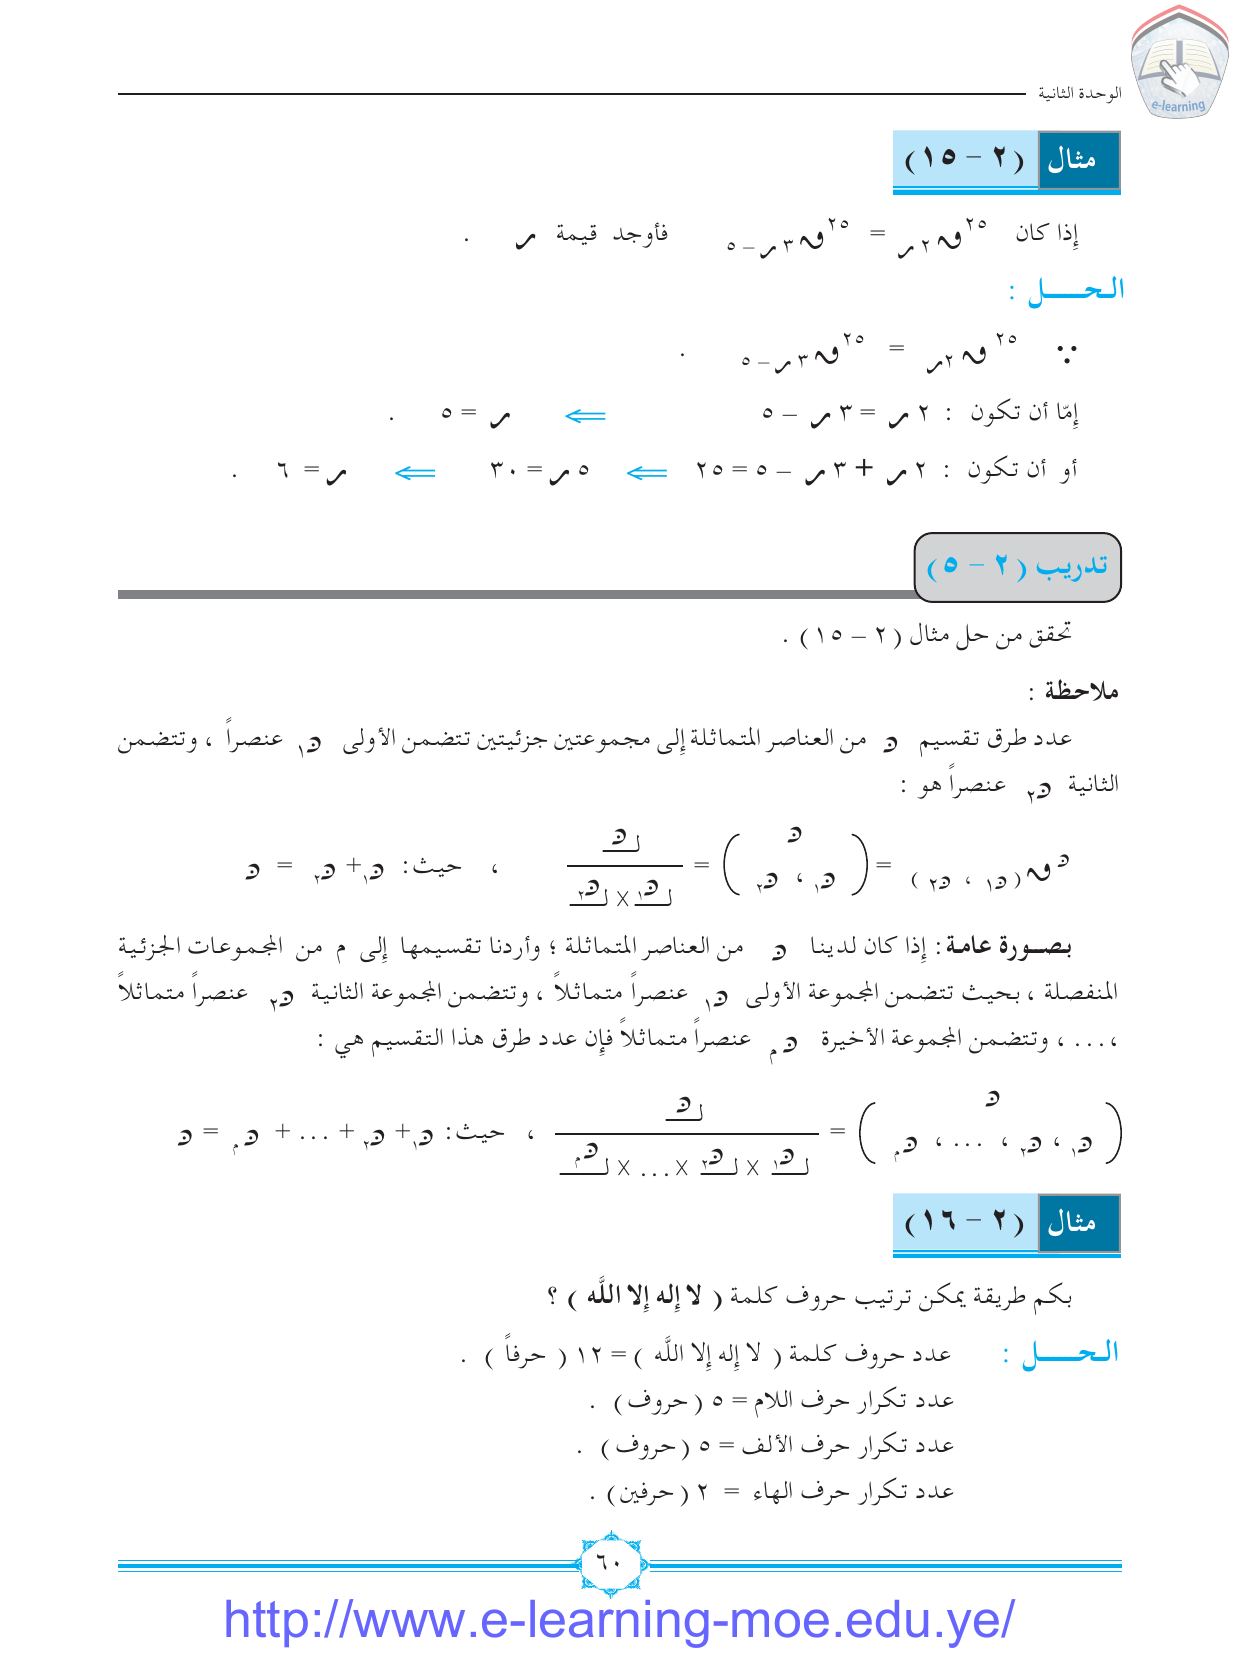 e-learning
الوحدة الثانية
مثال (٢ – ١٥)
إذا كان ٢٥ق٢ر = ٢٥ق٣ر–٥ فأوجد قيمة ر .
الحـــل :
∵ ٢٥ق٢ر = ٢٥ق٣ر–٥ .
إمّا أن تكون : ٢ر = ٣ر – ٥ ⇐ ر = ٥ .
أو أن تكون : ٢ر + ٣ر – ٥ = ٢٥ ⇐ ٥ر = ٣٠ ⇐ ر = ٦ .
تدريب (٢ – ٥)
تحقق من حل مثال (٢ – ١٥) .
ملاحظة :
عدد طرق تقسيم ن من العناصر المتماثلة إلى مجموعتين جزئيتين تتضمن الأولى ن١ عنصراً ، وتتضمن
الثانية ن٢ عنصراً هو :
نق(ن١ ، ن٢) = (ن / ن١ ، ن٢) = ن! / (ن١! × ن٢!) ، حيث : ن١ + ن٢ = ن
بصـورة عامة : إذا كان لدينا ن من العناصر المتماثلة ؛ وأردنا تقسيمها إلى م من المجموعات الجزئية
المنفصلة ، بحيث تتضمن المجموعة الأولى ن١ عنصراً متماثلاً ، وتتضمن المجموعة الثانية ن٢ عنصراً متماثلاً
، ... ، وتتضمن المجموعة الأخيرة نم عنصراً متماثلاً فإن عدد طرق هذا التقسيم هي :
(ن / ن١ ، ن٢ ، ... ، نم) = ن! / (ن١! × ن٢! × ... × نم!) ، حيث : ن١ + ن٢ + ... + نم = ن
مثال (٢ – ١٦)
بكم طريقة يمكن ترتيب حروف كلمة ( لا إله إلا اللَّه ) ؟
الحـــل : عدد حروف كلمة ( لا إله إلا اللَّه ) = ١٢ ( حرفاً ) .
عدد تكرار حرف اللام = ٥ (حروف) .
عدد تكرار حرف الألف = ٥ (حروف) .
عدد تكرار حرف الهاء = ٢ (حرفين) .
٦٠
http://www.e-learning-moe.edu.ye/